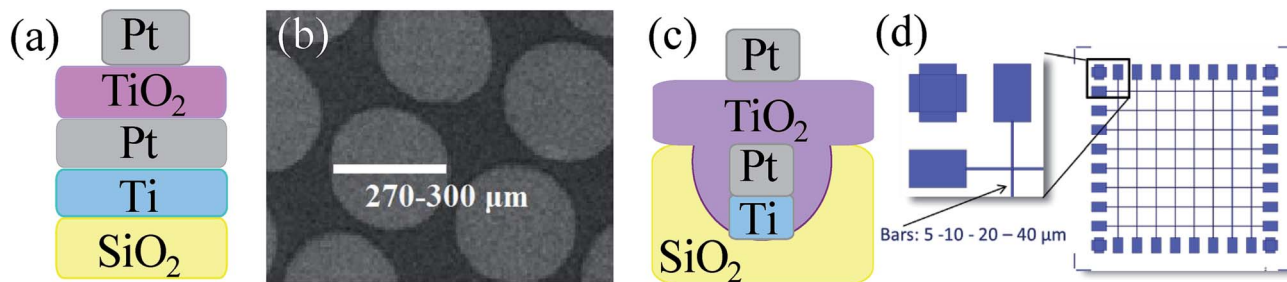 (a)
Pt
TiO₂
Pt
Ti
SiO₂
(b)
270-300 μm
(c)
Pt
TiO₂
Pt
Ti
SiO₂
(d)
Bars: 5 -10 - 20 – 40 μm